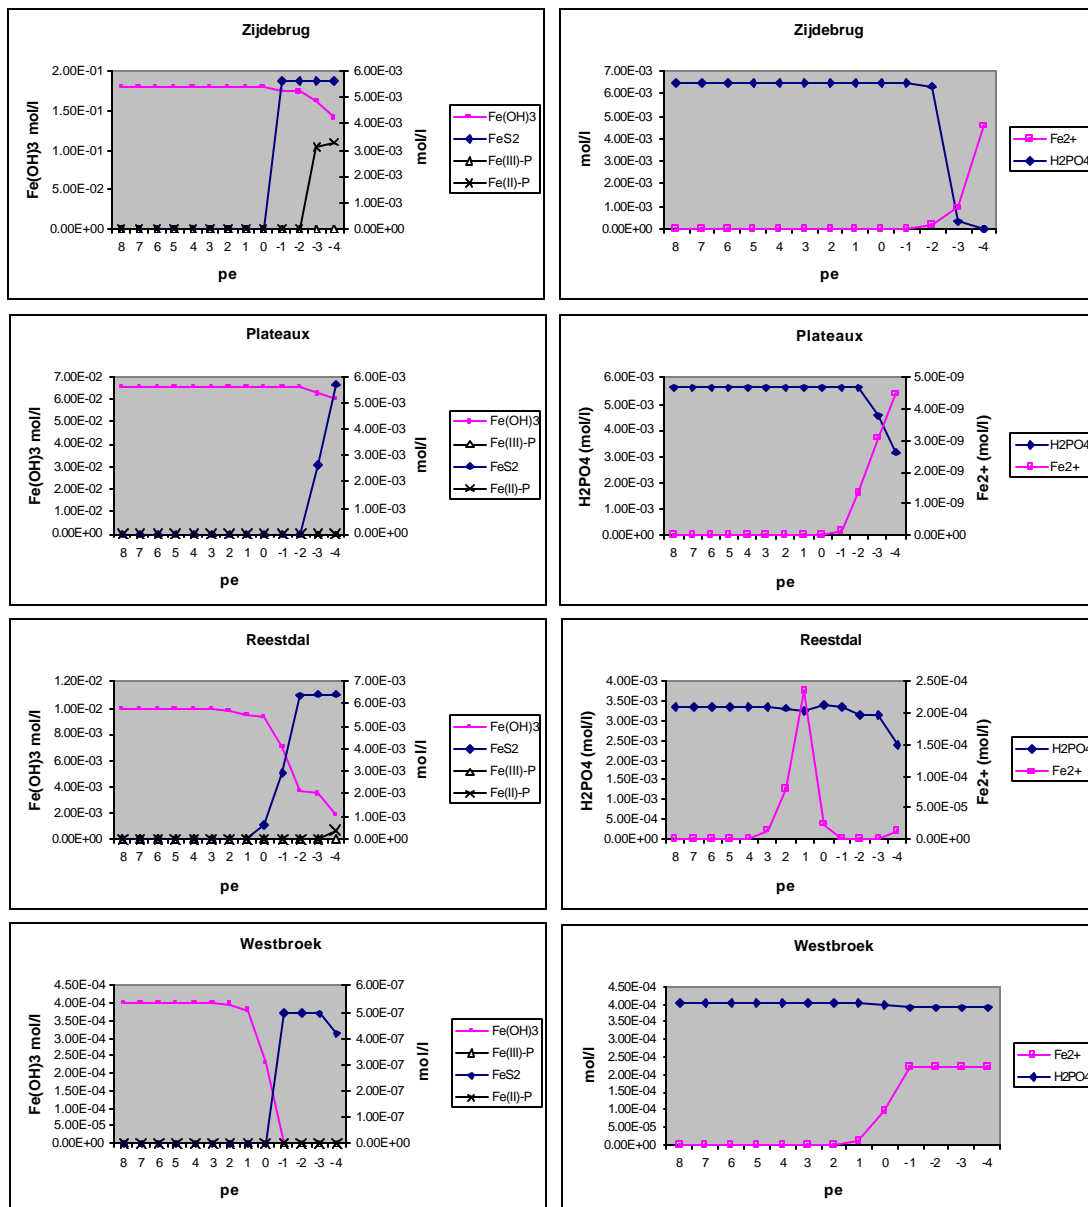 Zijdebrug
2.00E-01
1.50E-01
1.00E-01
5.00E-02
0.00E+00
Fe(OH)3 mol/l
6.00E-03
5.00E-03
4.00E-03
3.00E-03
2.00E-03
1.00E-03
0.00E+00
mol/l
8 7 6 5 4 3 2 1 0 -1 -2 -3 -4
pe
Fe(OH)3
FeS2
Fe(III)-P
Fe(II)-P
Zijdebrug
7.00E-03
6.00E-03
5.00E-03
4.00E-03
3.00E-03
2.00E-03
1.00E-03
0.00E+00
mol/l
8 7 6 5 4 3 2 1 0 -1 -2 -3 -4
pe
Fe2+
H2PO4
Plateaux
7.00E-02
6.00E-02
5.00E-02
4.00E-02
3.00E-02
2.00E-02
1.00E-02
0.00E+00
Fe(OH)3 mol/l
6.00E-03
5.00E-03
4.00E-03
3.00E-03
2.00E-03
1.00E-03
0.00E+00
mol/l
8 7 6 5 4 3 2 1 0 -1 -2 -3 -4
pe
Fe(OH)3
Fe(III)-P
FeS2
Fe(II)-P
Plateaux
6.00E-03
5.00E-03
4.00E-03
3.00E-03
2.00E-03
1.00E-03
0.00E+00
H2PO4 (mol/l)
5.00E-09
4.00E-09
3.00E-09
2.00E-09
1.00E-09
0.00E+00
Fe2+ (mol/l)
8 7 6 5 4 3 2 1 0 -1 -2 -3 -4
pe
H2PO4
Fe2+
Reestdal
1.20E-02
1.00E-02
8.00E-03
6.00E-03
4.00E-03
2.00E-03
0.00E+00
Fe(OH)3 mol/l
7.00E-03
6.00E-03
5.00E-03
4.00E-03
3.00E-03
2.00E-03
1.00E-03
0.00E+00
mol/l
8 7 6 5 4 3 2 1 0 -1 -2 -3 -4
pe
Fe(OH)3
FeS2
Fe(III)-P
Fe(II)-P
Reestdal
4.00E-03
3.50E-03
3.00E-03
2.50E-03
2.00E-03
1.50E-03
1.00E-03
5.00E-04
0.00E+00
H2PO4 (mol/l)
2.50E-04
2.00E-04
1.50E-04
1.00E-04
5.00E-05
0.00E+00
Fe2+ (mol/l)
8 7 6 5 4 3 2 1 0 -1 -2 -3 -4
pe
H2PO4
Fe2+
Westbroek
4.50E-04
4.00E-04
3.50E-04
3.00E-04
2.50E-04
2.00E-04
1.50E-04
1.00E-04
5.00E-05
0.00E+00
Fe(OH)3 mol/l
6.00E-07
5.00E-07
4.00E-07
3.00E-07
2.00E-07
1.00E-07
0.00E+00
mol/l
8 7 6 5 4 3 2 1 0 -1 -2 -3 -4
pe
Fe(OH)3
Fe(III)-P
FeS2
Fe(II)-P
Westbroek
4.50E-04
4.00E-04
3.50E-04
3.00E-04
2.50E-04
2.00E-04
1.50E-04
1.00E-04
5.00E-05
0.00E+00
mol/l
8 7 6 5 4 3 2 1 0 -1 -2 -3 -4
pe
Fe2+
H2PO4